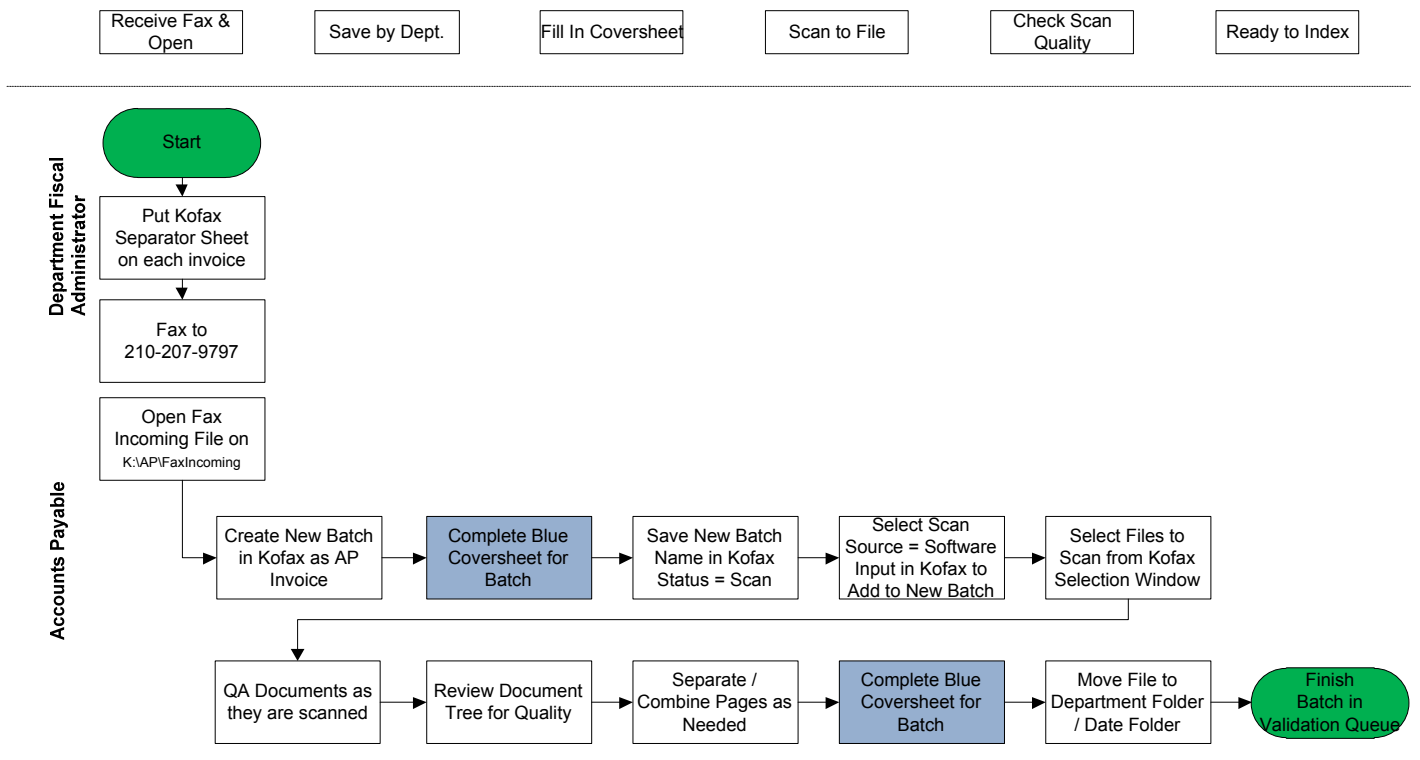 Receive Fax &
Open
Save by Dept.
Fill In Coversheet
Scan to File
Check Scan
Quality
Ready to Index
Department Fiscal
Administrator
Start
Put Kofax
Separator Sheet
on each invoice
Fax to
210-207-9797
Accounts Payable
Open Fax
Incoming File on
K:\AP\FaxIncoming
Create New Batch
in Kofax as AP
Invoice
Complete Blue
Coversheet for
Batch
Save New Batch
Name in Kofax
Status = Scan
Select Scan
Source = Software
Input in Kofax to
Add to New Batch
Select Files to
Scan from Kofax
Selection Window
QA Documents as
they are scanned
Review Document
Tree for Quality
Separate /
Combine Pages as
Needed
Complete Blue
Coversheet for
Batch
Move File to
Department Folder
/ Date Folder
Finish
Batch in
Validation Queue